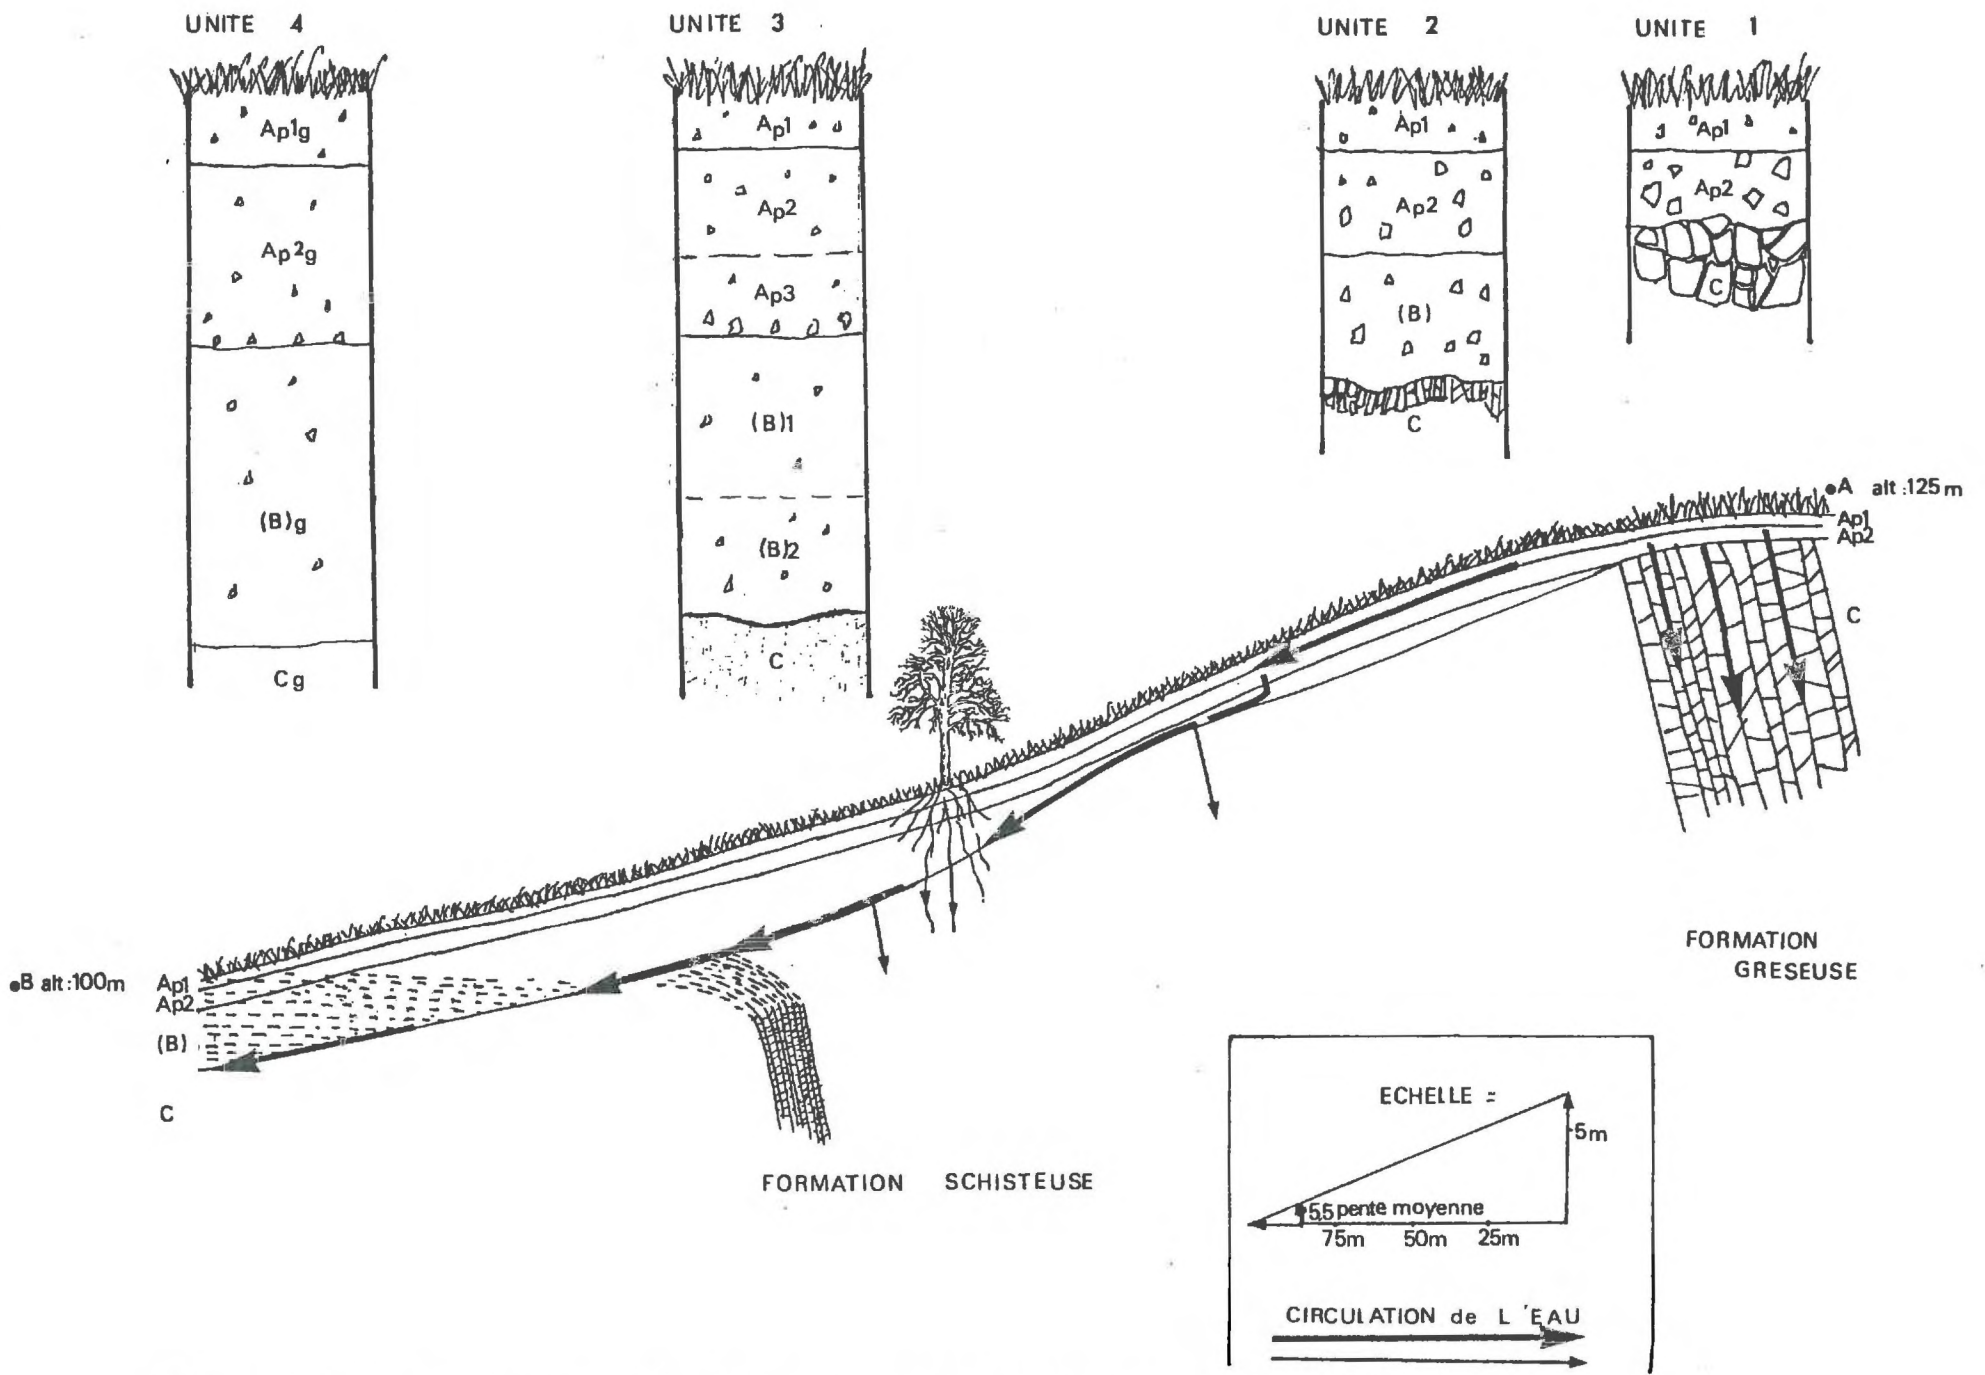 UNITE 4
UNITE 3
UNITE 2
UNITE 1
Ap1g
Ap2g
(B)g
Cg
Ap1
Ap2
Ap3
(B)1
(B)2
C
Ap1
Ap2
(B)
C
Ap1
Ap2
C
A alt :125m
Ap1
Ap2
C
B alt :100m
Ap1
Ap2
(B)
C
FORMATION
GRESEUSE
FORMATION SCHISTEUSE
ECHELLE =
5m
5,5 pente moyenne
75m 50m 25m
CIRCULATION de L'EAU